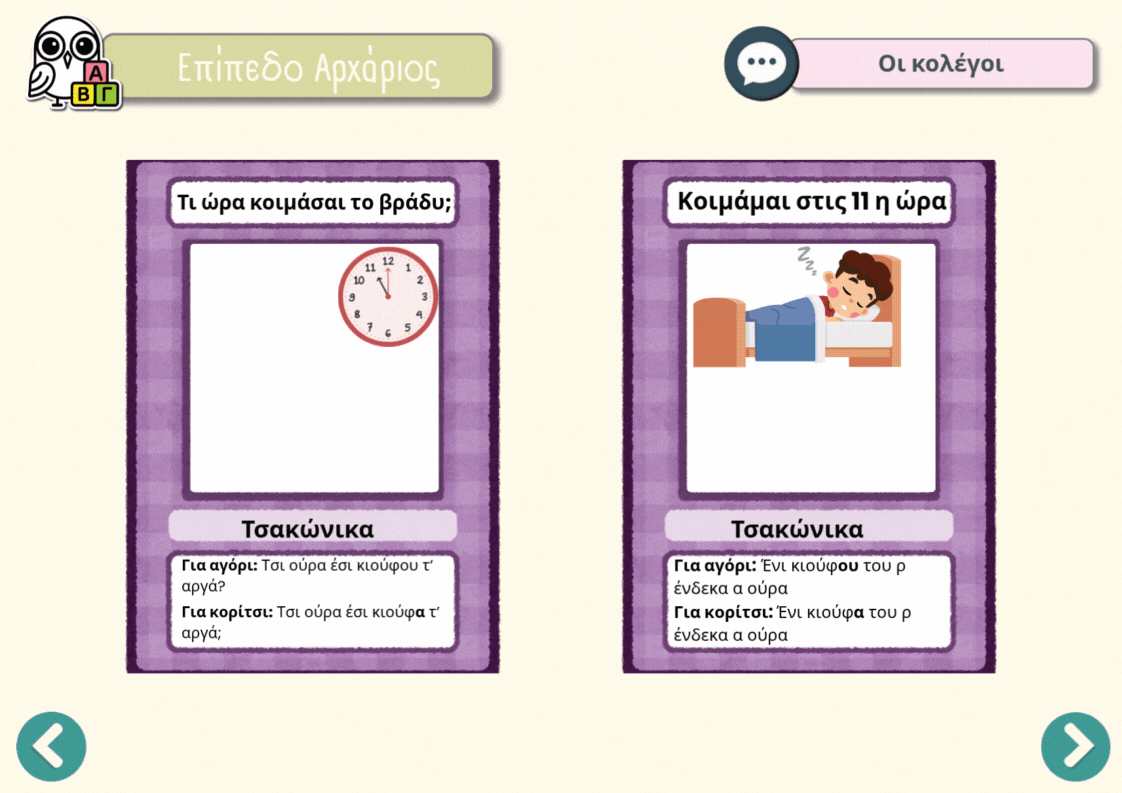 Επίπεδο Αρχάριος
Α
Β Γ
Οι κολέγοι
Τι ώρα κοιμάσαι το βράδυ;
12
11 1
10 2
9 3
8 4
7 5
6
Τσακώνικα
Για αγόρι: Τσι ούρα έσι κιούφου τ’
αργά?
Για κορίτσι: Τσι ούρα έσι κιούφα τ’
αργά;
Κοιμάμαι στις 11 η ώρα
zzz
Τσακώνικα
Για αγόρι: Ένι κιούφου του ρ
ένδεκα α ούρα
Για κορίτσι: Ένι κιούφα του ρ
ένδεκα α ούρα